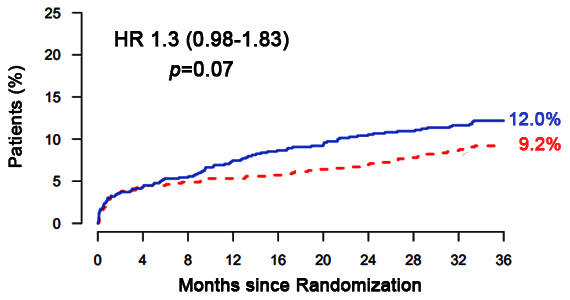 25
HR 1.3 (0.98-1.83)
20
p=0.07
15
12.0%
10
9.2%
5
0
Patients (%)
0 4 8 12 16 20 24 28 32 36
Months since Randomization